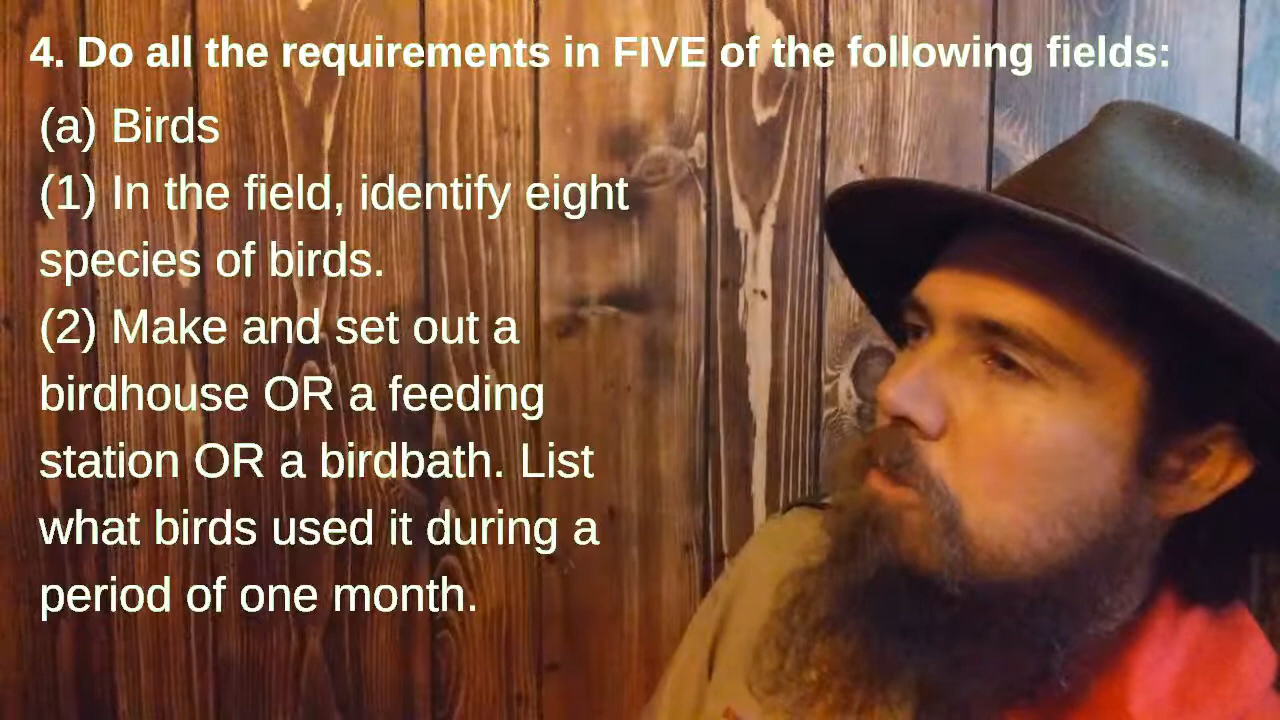 4. Do all the requirements in FIVE of the following fields:
(a) Birds
(1) In the field, identify eight
species of birds.
(2) Make and set out a
birdhouse OR a feeding
station OR a birdbath. List
what birds used it during a
period of one month.